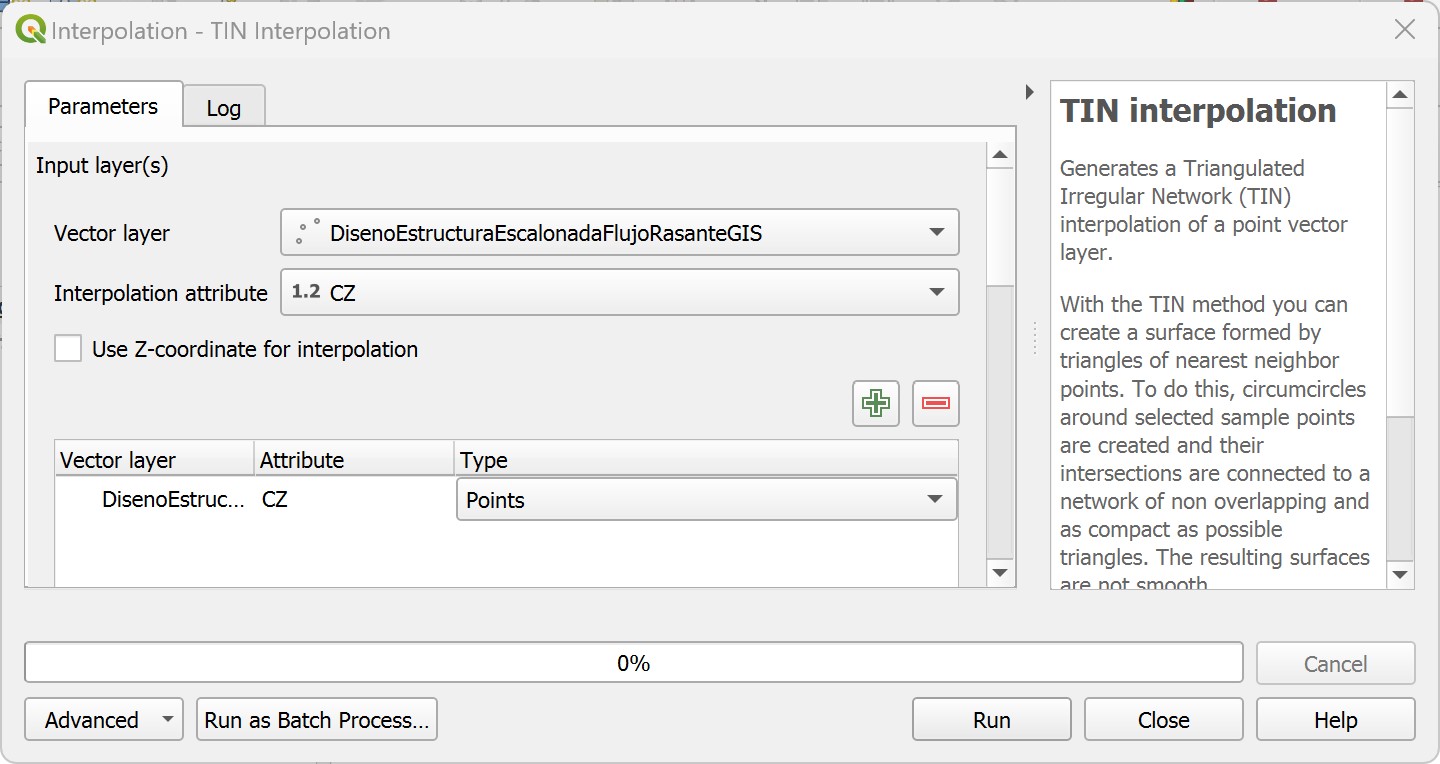 Interpolation - TIN Interpolation
Parameters
Log
Input layer(s)
Vector layer
DisenoEstructuraEscalonadaFlujoRasanteGIS
Interpolation attribute
1.2 CZ
Use Z-coordinate for interpolation
Vector layer Attribute Type
DisenoEstruc... CZ Points
TIN interpolation
Generates a Triangulated
Irregular Network (TIN)
interpolation of a point vector
layer.
With the TIN method you can
create a surface formed by
triangles of nearest neighbor
points. To do this, circumcircles
around selected sample points
are created and their
intersections are connected to a
network of non overlapping and
as compact as possible
triangles. The resulting surfaces
are not smooth.
0%
Cancel
Advanced
Run as Batch Process...
Run
Close
Help